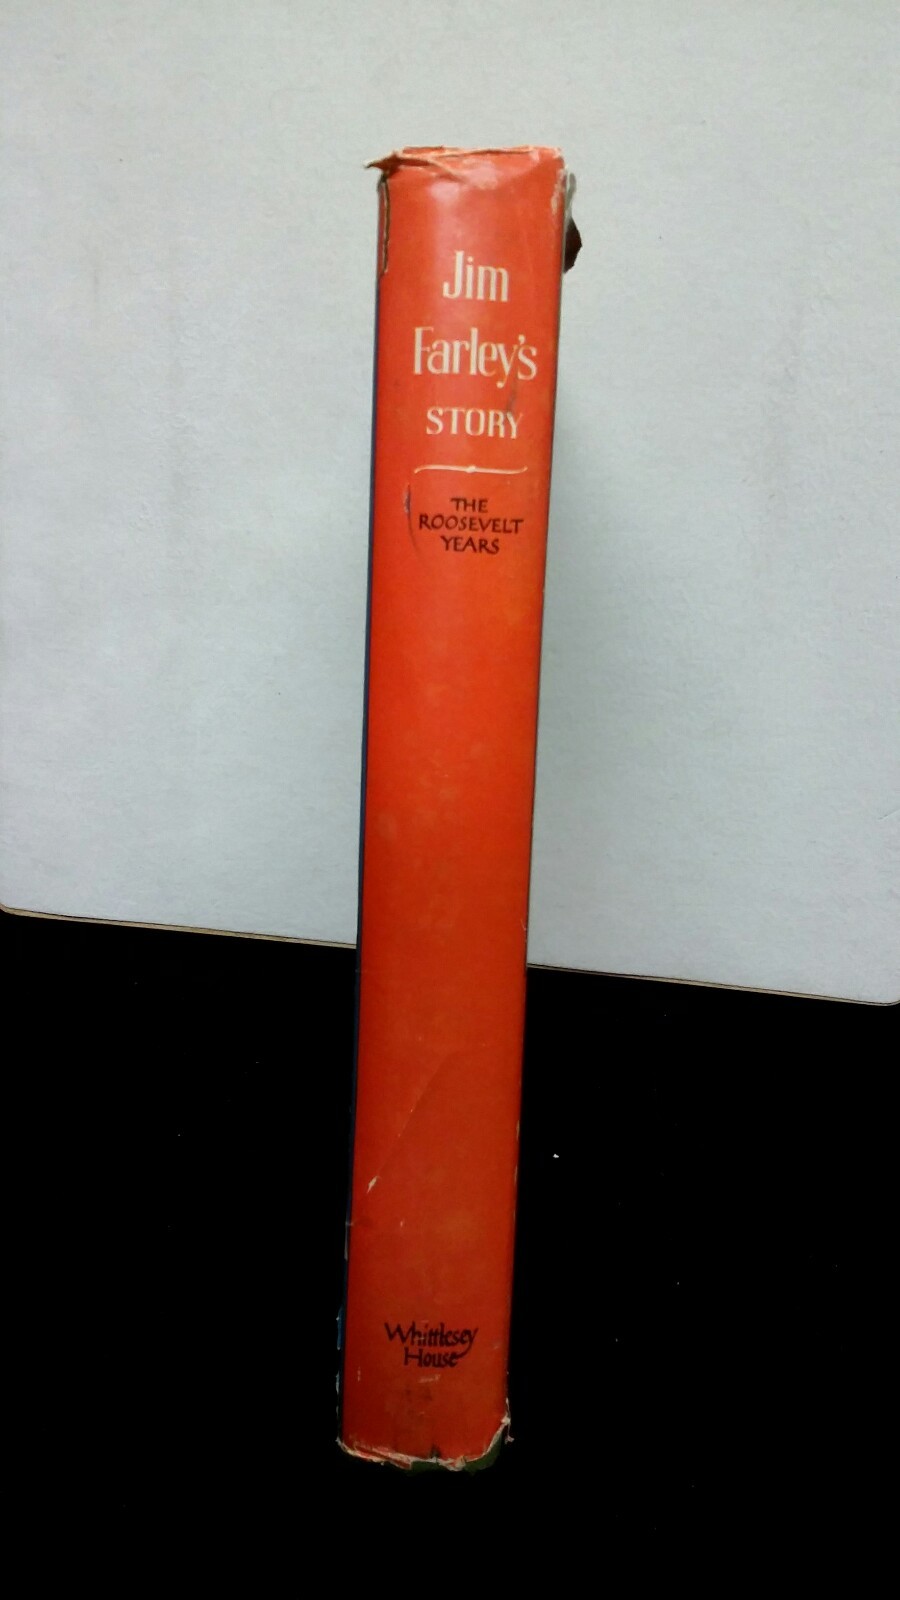 Jim
Farley's
STORY
THE
ROOSEVELT
YEARS
Whittlesey
House